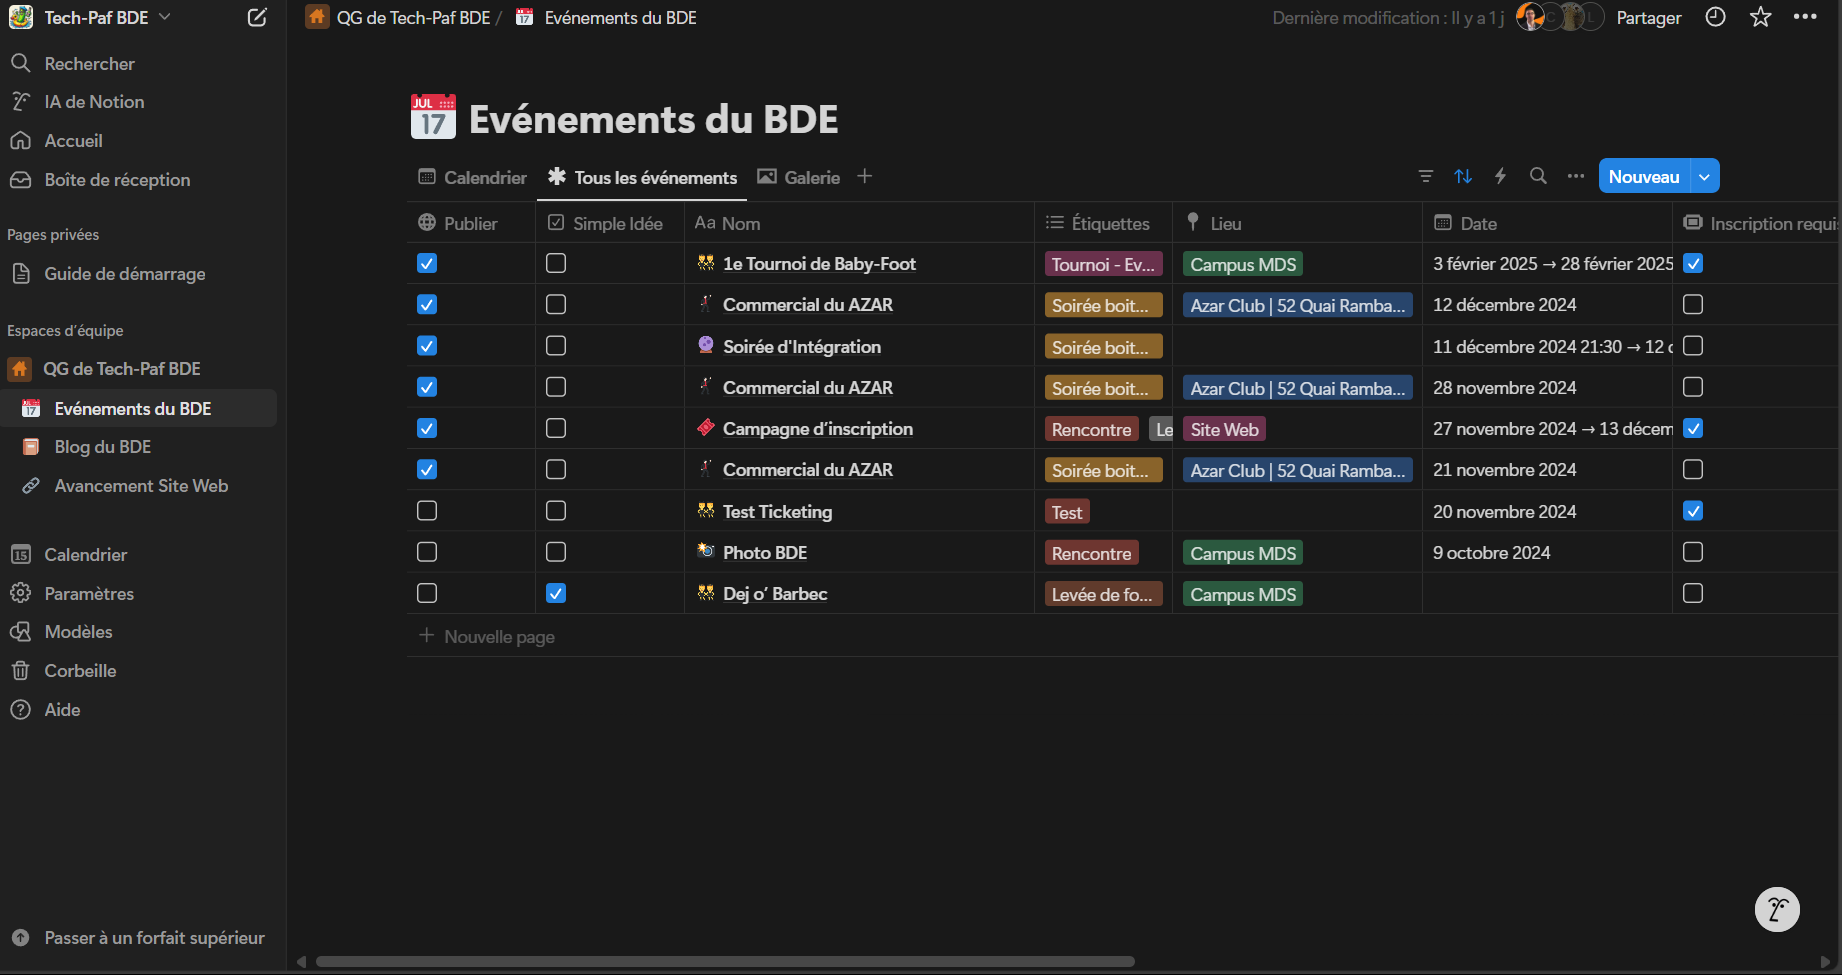 Tech-Paf BDE
Rechercher
IA de Notion
Accueil
Boîte de réception
Pages privées
Guide de démarrage
Espaces d’équipe
QG de Tech-Paf BDE
Evénements du BDE
Blog du BDE
Avancement Site Web
Calendrier
Paramètres
Modèles
Corbeille
Aide
Passer à un forfait supérieur
QG de Tech-Paf BDE / Evénements du BDE
Dernière modification : Il y a 1 j
Partager
JUL 17 Evénements du BDE
Calendrier Tous les événements Galerie
Nouveau
Publier Simple Idée Aa Nom Étiquettes Lieu Date Inscription requi
1e Tournoi de Baby-Foot Tournoi - Ev... Campus MDS 3 février 2025 → 28 février 2025
Commercial du AZAR Soirée boit... Azar Club | 52 Quai Ramba... 12 décembre 2024
Soirée d'Intégration Soirée boit... 11 décembre 2024 21:30 → 12
Commercial du AZAR Soirée boit... Azar Club | 52 Quai Ramba... 28 novembre 2024
Campagne d’inscription Rencontre Le Site Web 27 novembre 2024 → 13 décem
Commercial du AZAR Soirée boit... Azar Club | 52 Quai Ramba... 21 novembre 2024
Test Ticketing Test 20 novembre 2024
Photo BDE Rencontre Campus MDS 9 octobre 2024
Dej o’ Barbec Levée de fo... Campus MDS
Nouvelle page